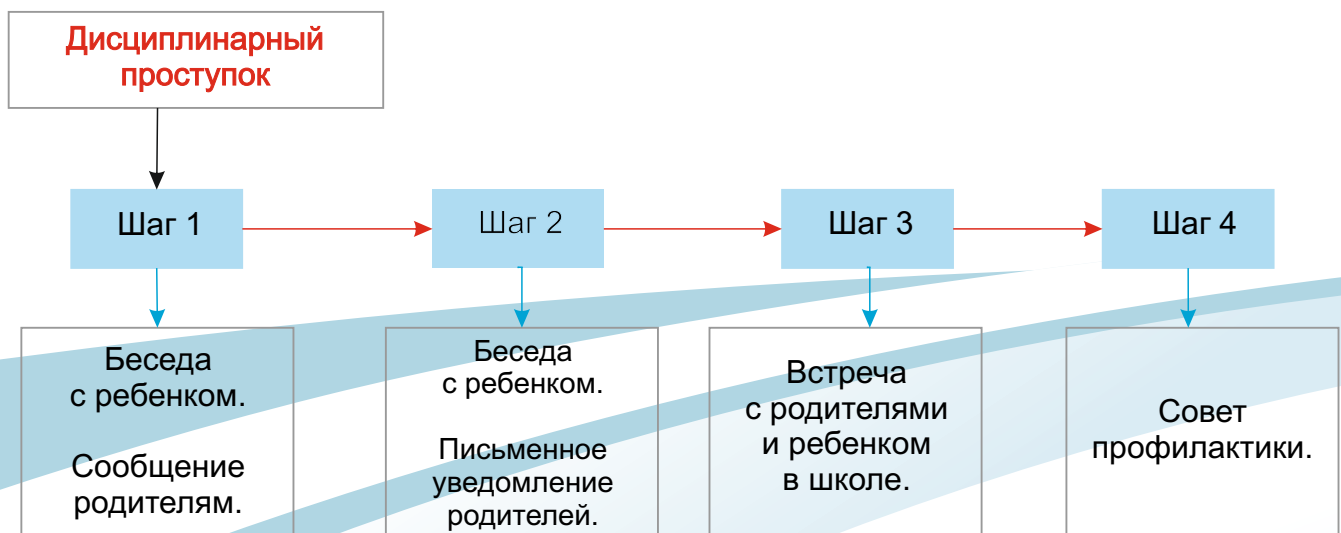 Дисциплинарный
проступок
Шаг 1
Шаг 2
Шаг 3
Шаг 4
Беседа
с ребенком.
Сообщение
родителям.
Беседа
с ребенком.
Письменное
уведомление
родителей.
Встреча
с родителями
и ребенком
в школе.
Совет
профилактики.